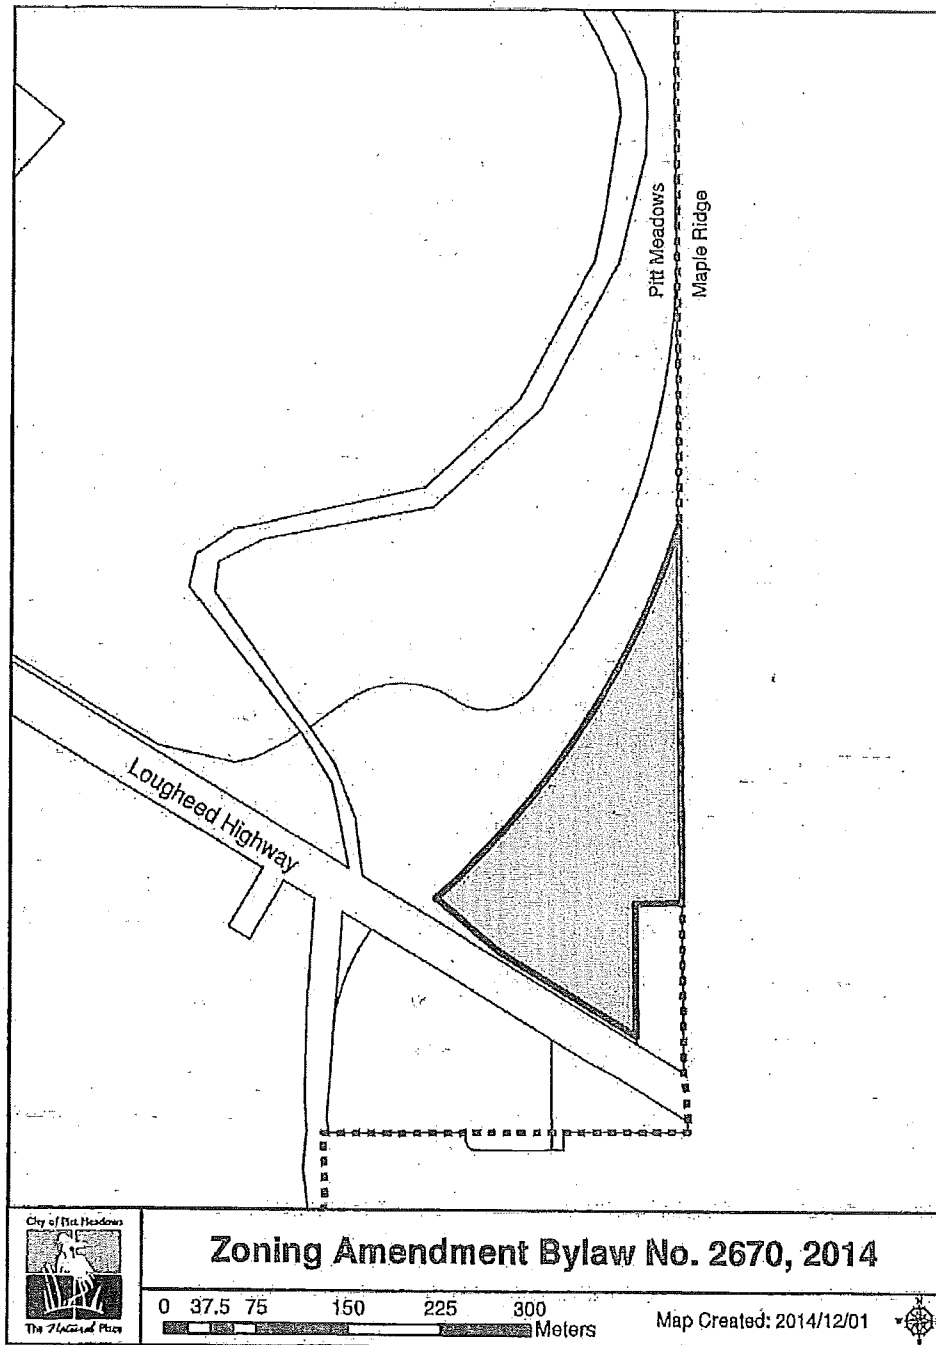 Pitt Meadows
Maple Ridge
Lougheed Highway
City of Pitt Meadows
The Natural Place
Zoning Amendment Bylaw No. 2670, 2014
0 37.5 75 150 225 300
Meters
Map Created: 2014/12/01
N